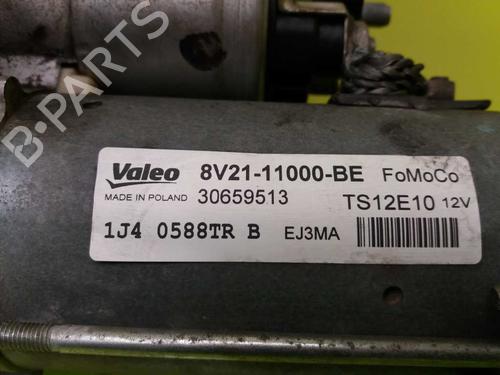 B-PARTS
Valeo 8V21-11000-BE FoMoCo
MADE IN POLAND 30659513 TS12E10 12V
1J4 0588TR B EJ3MA